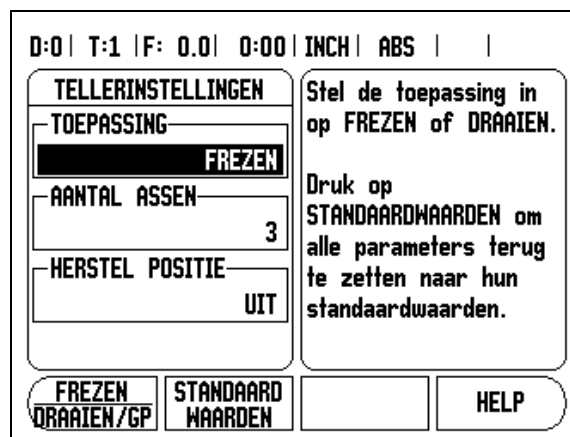 D:0| T:1 |F: 0.0| 0:00| INCH| ABS | |
TELLERINSTELLINGEN
TOEPASSING
FREZEN
AANTAL ASSEN
3
HERSTEL POSITIE
UIT
Stel de toepassing in
op FREZEN of DRAAIEN.
Druk op
STANDAARDWAARDEN om
alle parameters terug
te zetten naar hun
standaardwaarden.
FREZEN
DRAAIEN/GP
STANDAARD
WAARDEN
HELP